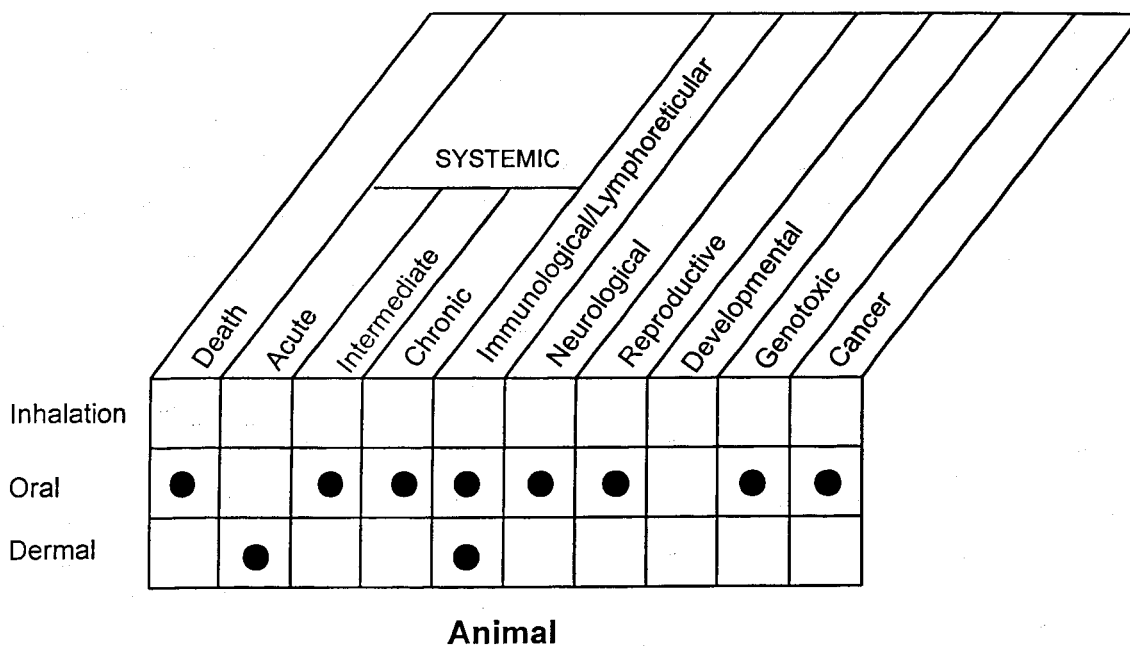 SYSTEMIC
Death
Acute
Intermediate
Chronic
Immunological/Lymphoreticular
Neurological
Reproductive
Developmental
Genotoxic
Cancer
Inhalation
Oral
Dermal
Animal